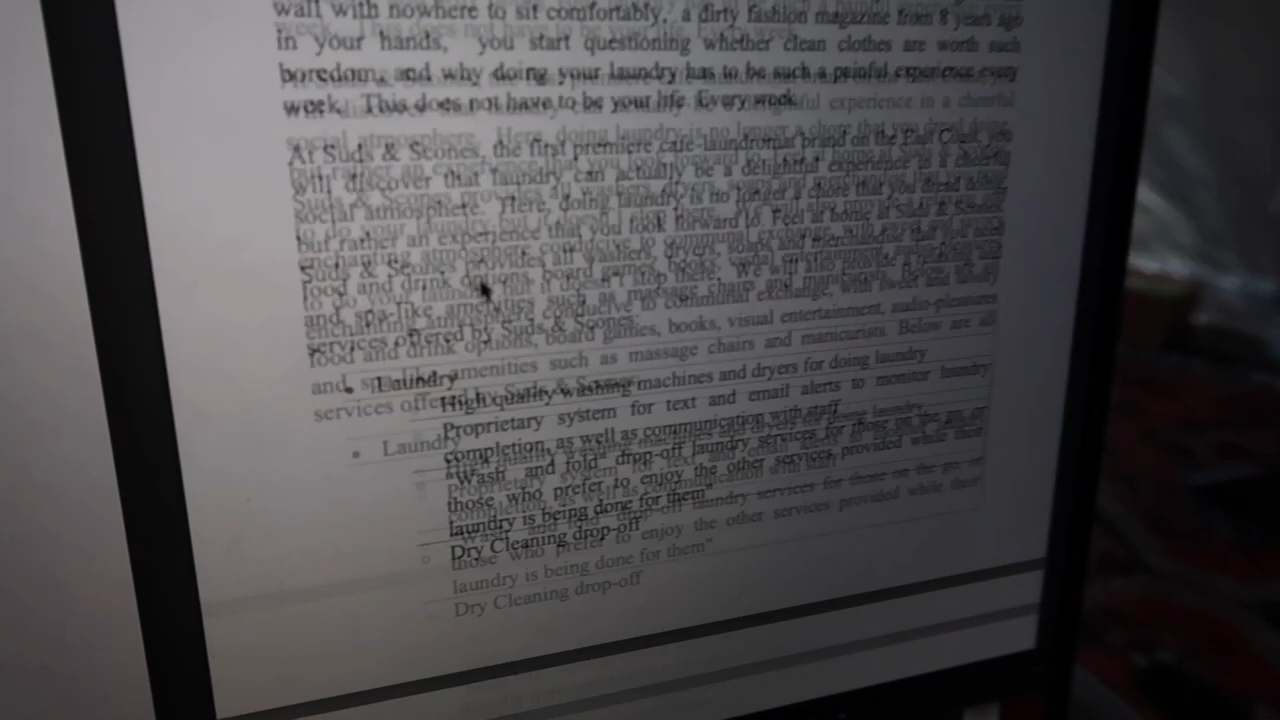 wall with nowhere to sit comfortably, a dirty fashion magazine from 8 years ago
in your hands, you start questioning whether clean clothes are worth such
boredom, and why doing your laundry has to be such a painful experience every
week. This does not have to be your life. Every week.
At Suds & Scones, the first premiere cafe-laundromat brand on the East Coast, you
will discover that laundry can actually be a delightful experience in a cheerful
social atmosphere. Here, doing laundry is no longer a chore that you dread doing,
but rather an experience that you look forward to. Feel at home at Suds & Scones.
Suds & Scones provides all washers, dryers, soaps and merchandise that you need
to do your laundry, but it doesn't stop there. We will also provide a
enchanting atmosphere conducive to communal exchange, with sweet and
food and drink options, board games, books, visual entertainment, audio-pleasures
and spa-like amenities such as massage chairs and manicurists. Below are all
services offered by Suds & Scones:
• Laundry
High quality washing machines and dryers for doing laundry
Proprietary system for text and email alerts to monitor laundry
completion, as well as communication with staff
"Wash and fold" drop-off laundry services for those on the go, or
those who prefer to enjoy the other services provided while their
laundry is being done for them"
Dry Cleaning drop-off